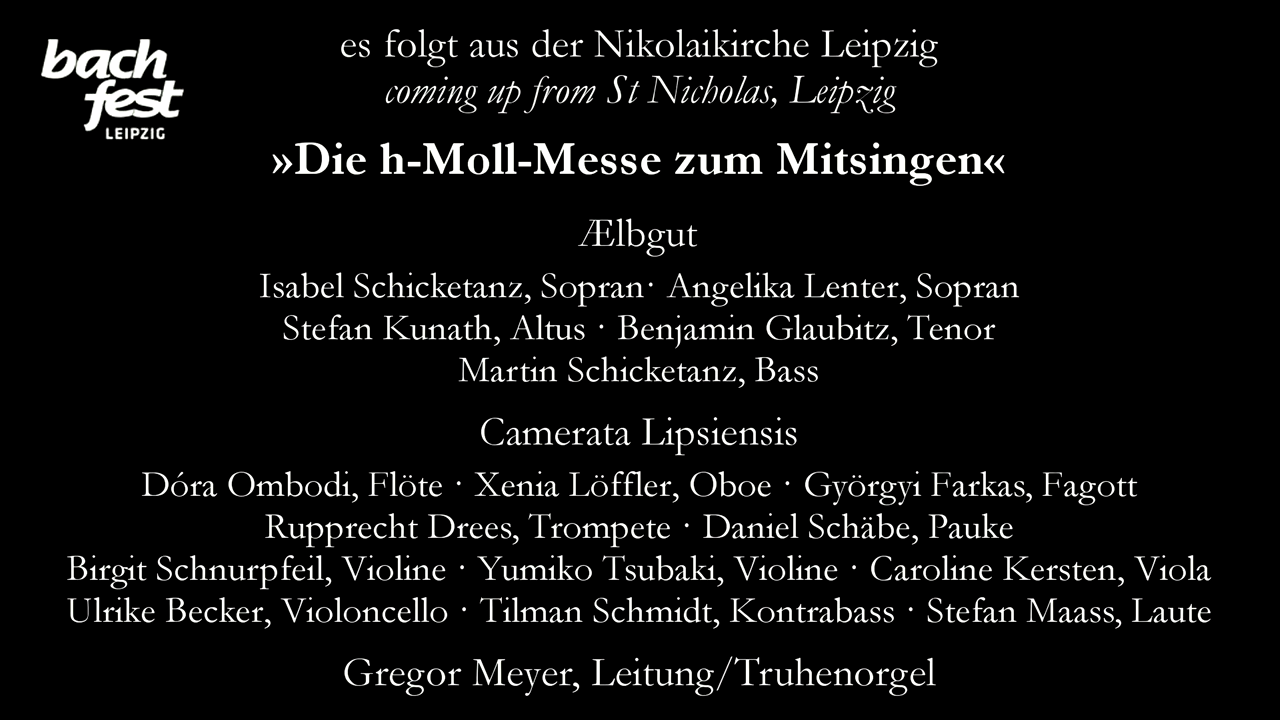 bach
fest
LEIPZIG
es folgt aus der Nikolaikirche Leipzig
coming up from St Nicholas, Leipzig
»Die h-Moll-Messe zum Mitsingen«
Ælbgut
Isabel Schicketanz, Sopran· Angelika Lenter, Sopran
Stefan Kunath, Altus · Benjamin Glaubitz, Tenor
Martin Schicketanz, Bass
Camerata Lipsiensis
Dóra Ombodi, Flöte · Xenia Löffler, Oboe · Györgyi Farkas, Fagott
Rupprecht Drees, Trompete · Daniel Schäbe, Pauke
Birgit Schnurpfeil, Violine · Yumiko Tsubaki, Violine · Caroline Kersten, Viola
Ulrike Becker, Violoncello · Tilman Schmidt, Kontrabass · Stefan Maass, Laute
Gregor Meyer, Leitung/Truhenorgel